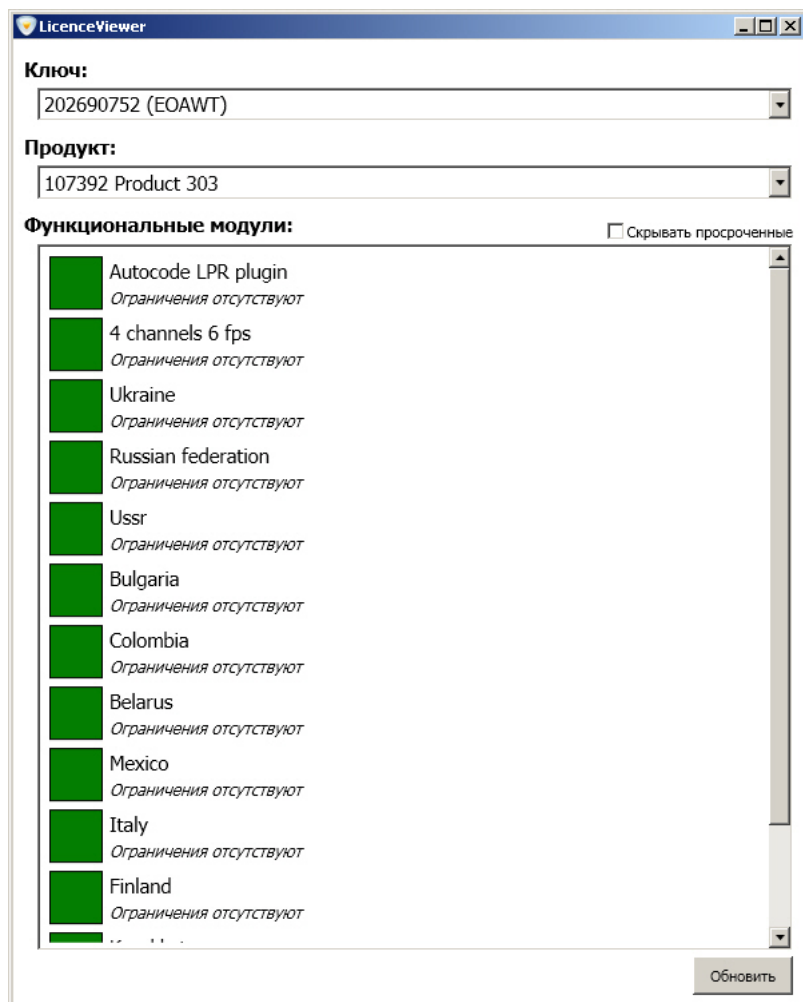 LicenceViewer
Ключ:
202690752 (EOAWT)
Продукт:
107392 Product 303
Функциональные модули:
Скрывать просроченные
Autocode LPR plugin
Ограничения отсутствуют
4 channels 6 fps
Ограничения отсутствуют
Ukraine
Ограничения отсутствуют
Russian federation
Ограничения отсутствуют
Ussr
Ограничения отсутствуют
Bulgaria
Ограничения отсутствуют
Colombia
Ограничения отсутствуют
Belarus
Ограничения отсутствуют
Mexico
Ограничения отсутствуют
Italy
Ограничения отсутствуют
Finland
Ограничения отсутствуют
Обновить